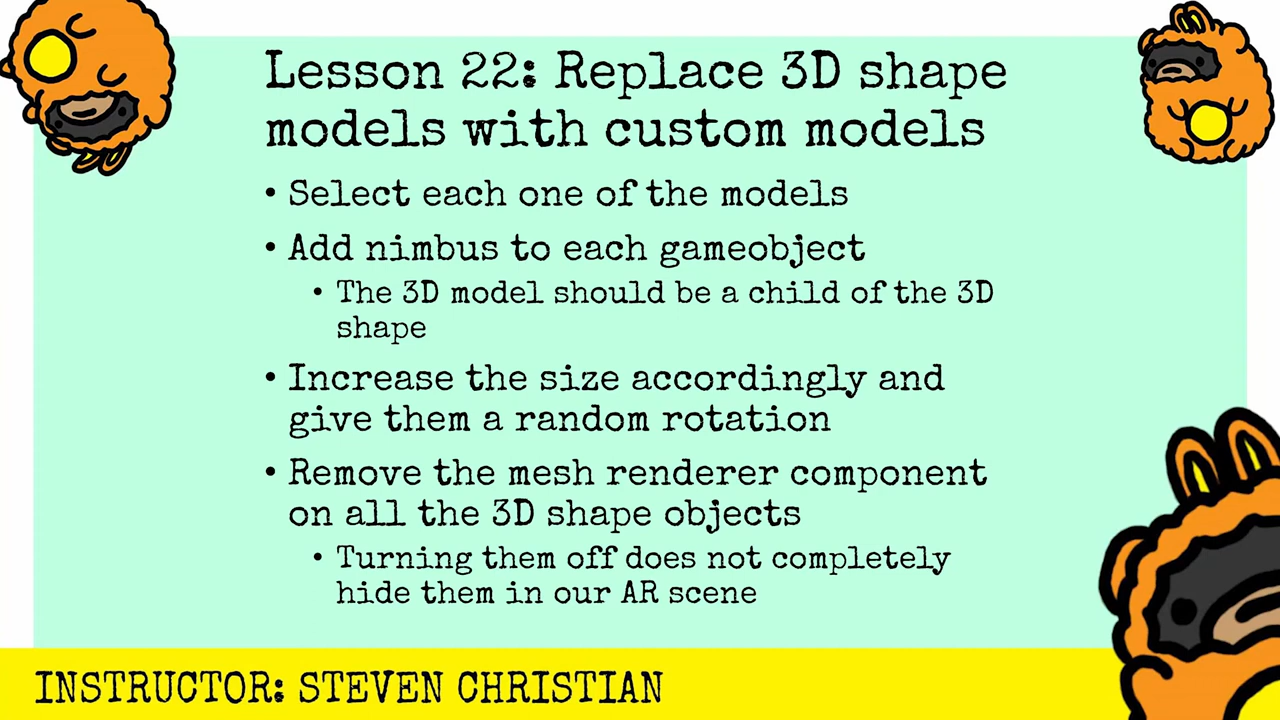 Lesson 22: Replace 3D shape
models with custom models
• Select each one of the models
• Add nimbus to each gameobject
• The 3D model should be a child of the 3D
shape
• Increase the size accordingly and
give them a random rotation
• Remove the mesh renderer component
on all the 3D shape objects
• Turning them off does not completely
hide them in our AR scene
INSTRUCTOR: STEVEN CHRISTIAN